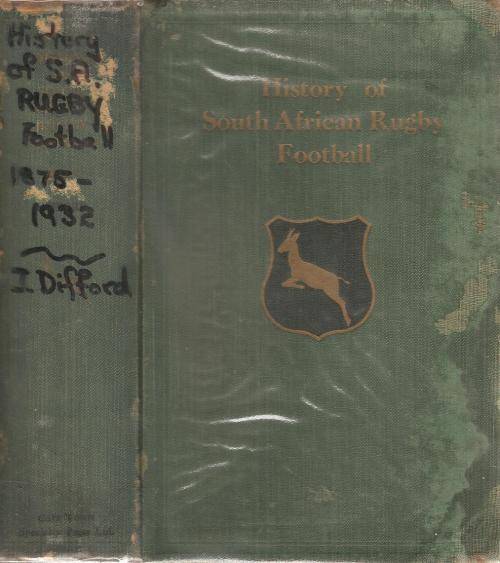 History
of S.A.
RUGBY
Football
1875-
1932
I. Difford
History of
South African Rugby
Football